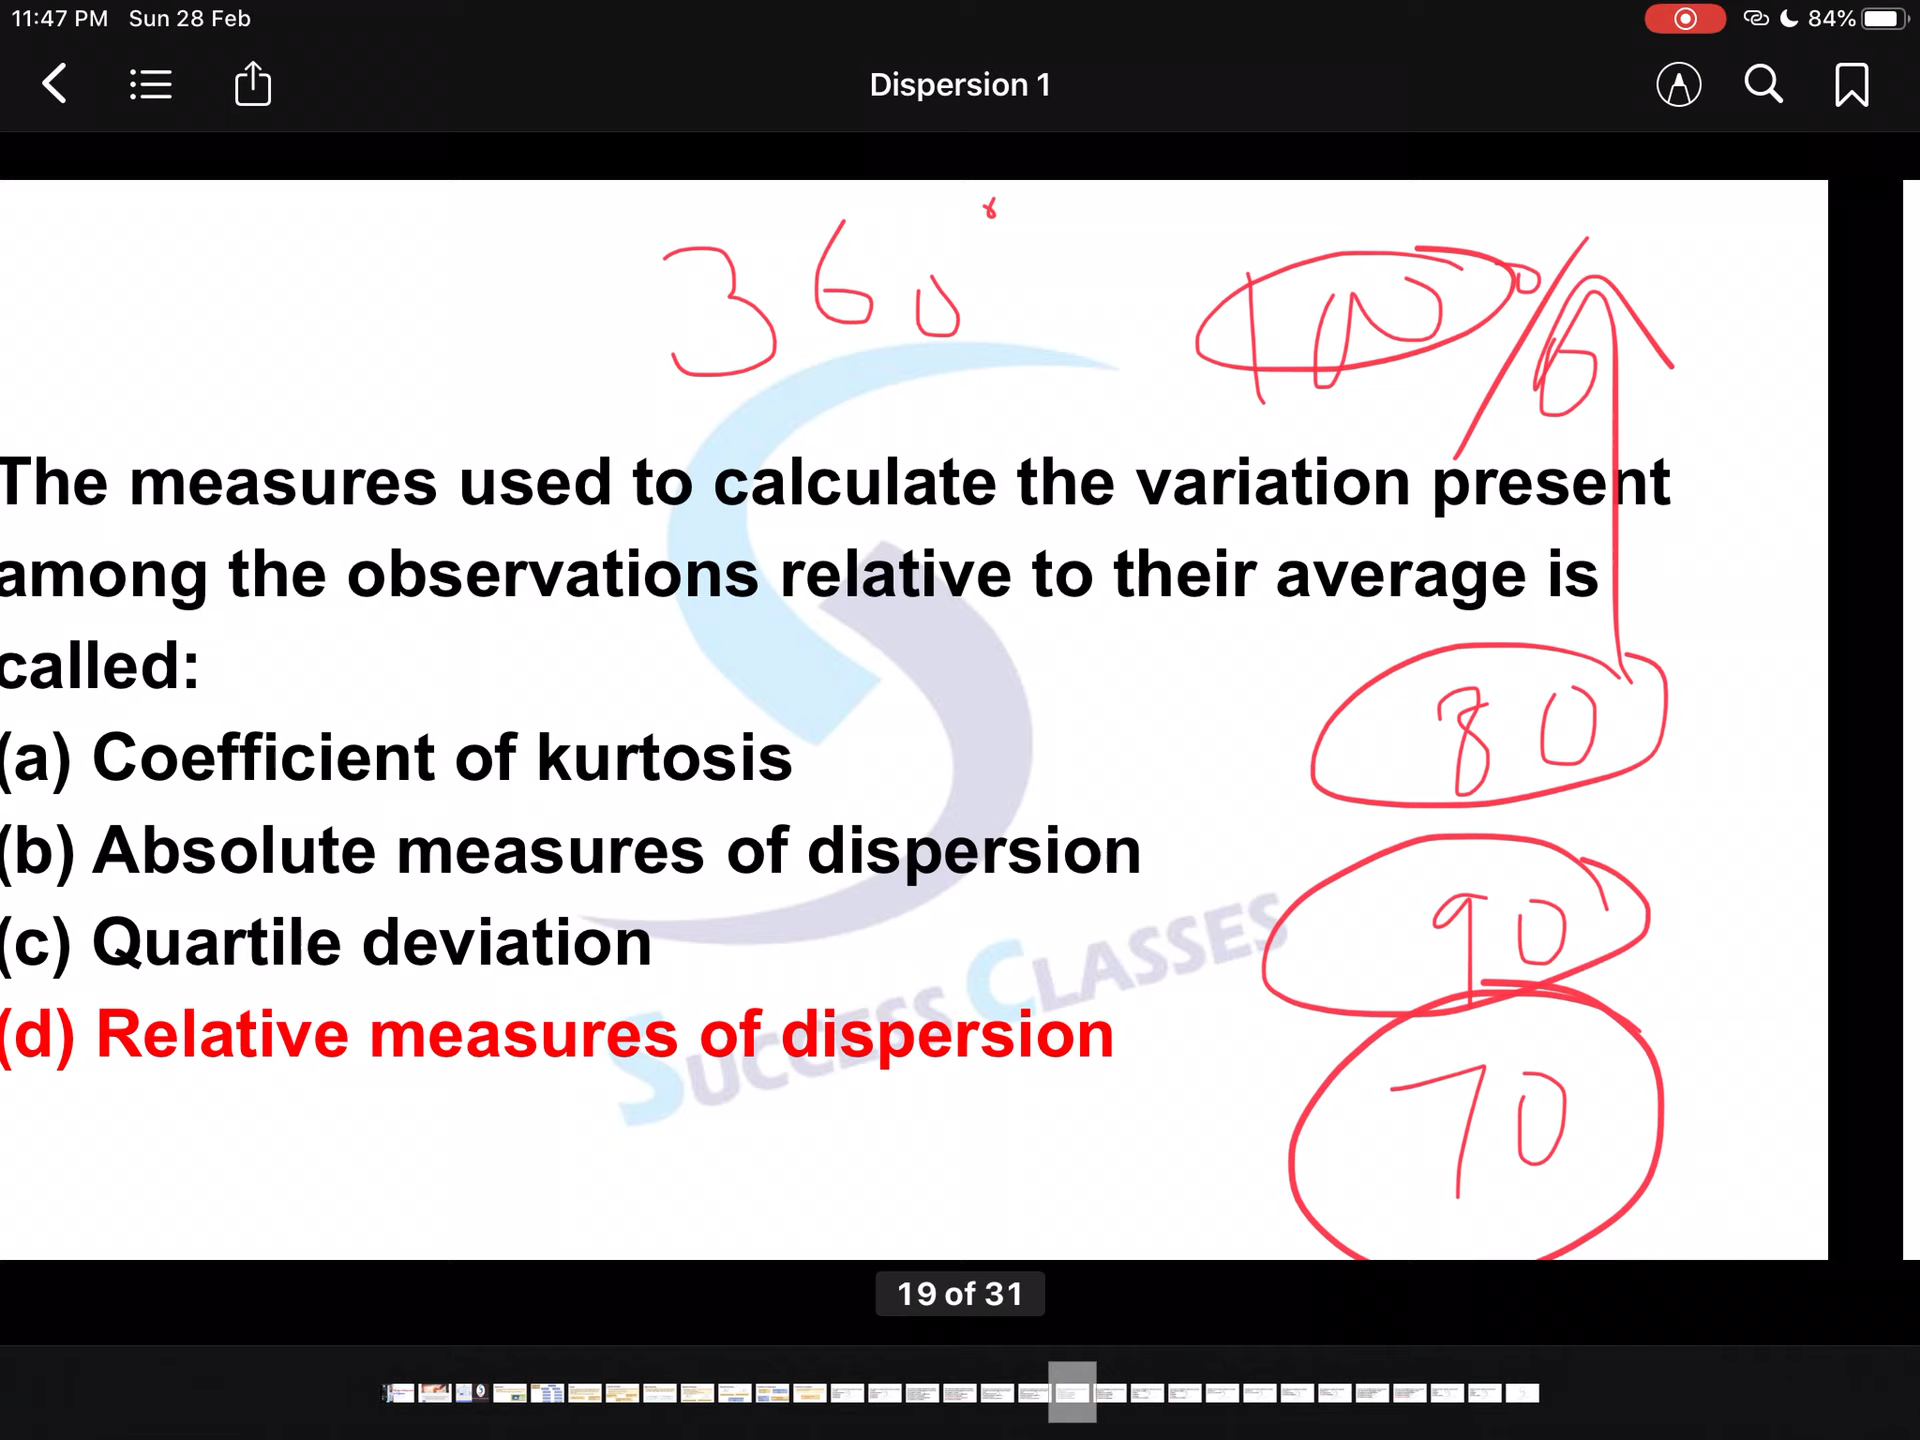 11:47 PM Sun 28 Feb
84%
Dispersion 1
360°
100%
The measures used to calculate the variation present
among the observations relative to their average is
called:
80
(a) Coefficient of kurtosis
(b) Absolute measures of dispersion
90
(c) Quartile deviation
(d) Relative measures of dispersion
SUCCESS CLASSES
70
19 of 31